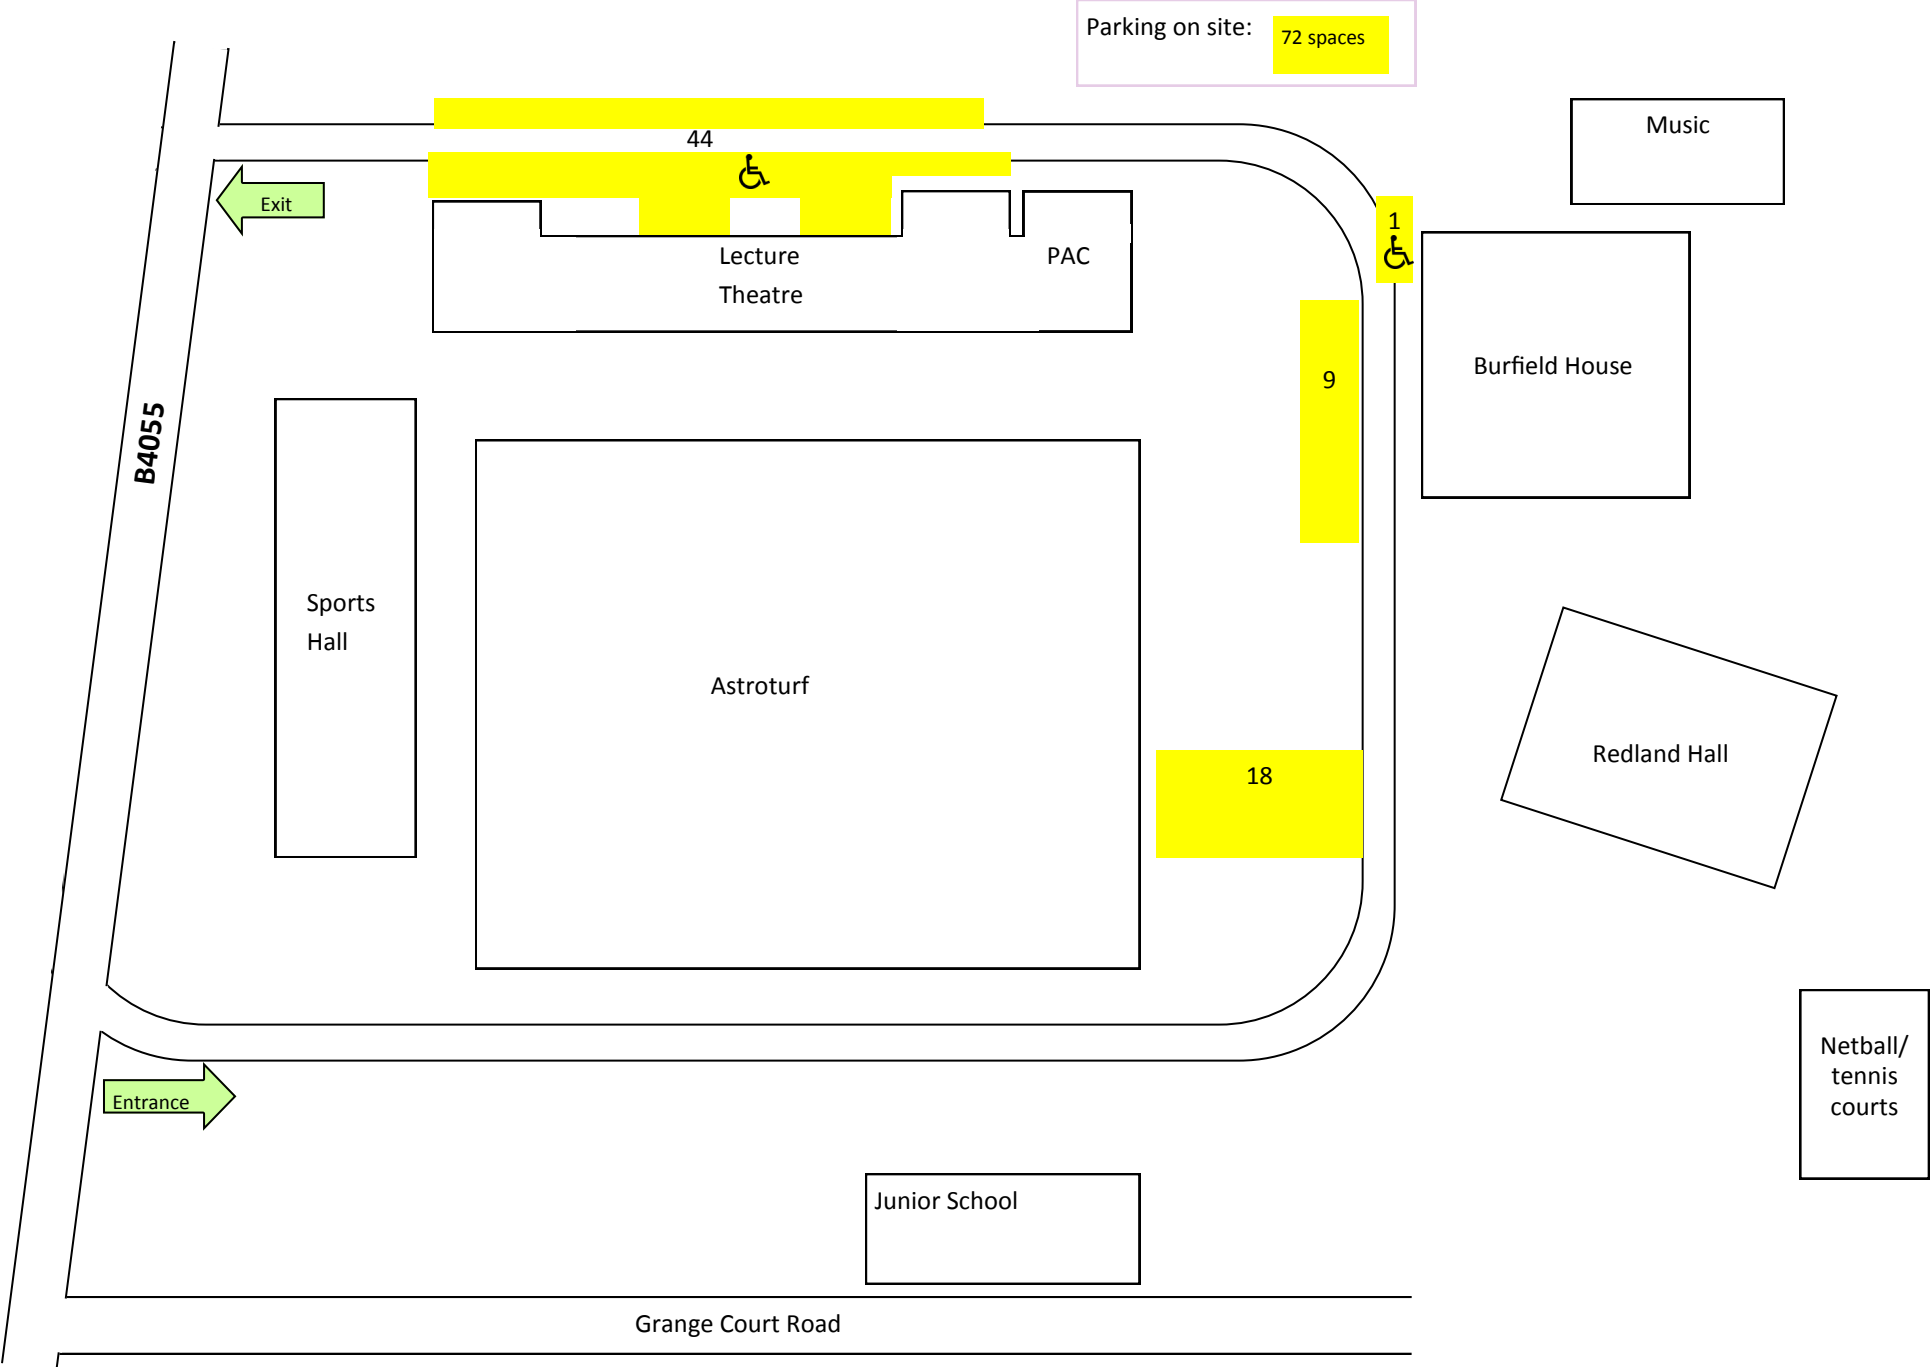 Parking on site:
72 spaces
44
Music
Exit
1
Lecture
Theatre
PAC
Burfield House
9
B4055
Sports
Hall
Astroturf
Redland Hall
18
Netball/
tennis
courts
Entrance
Junior School
Grange Court Road